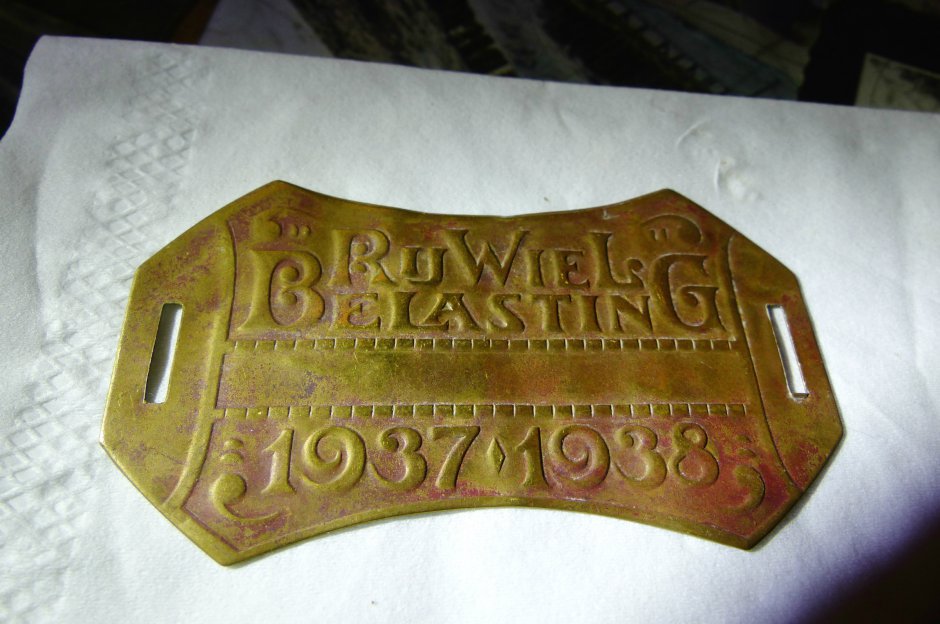 RIJWIEL
BELASTING
1937 ◊ 1938